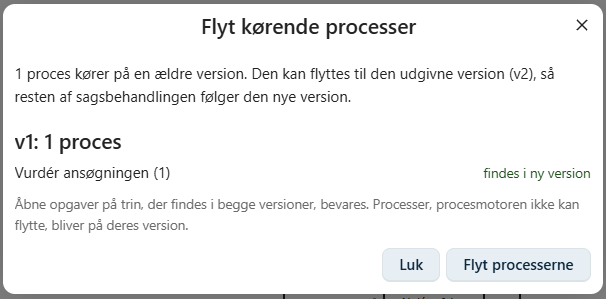 Flyt kørende processer
1 proces kører på en ældre version. Den kan flyttes til den udgivne version (v2), så
resten af sagsbehandlingen følger den nye version.
v1: 1 proces
Vurdér ansøgningen (1)
findes i ny version
Åbne opgaver på trin, der findes i begge versioner, bevares. Processer, procesmotoren ikke kan
flytte, bliver på deres version.
Luk
Flyt processerne